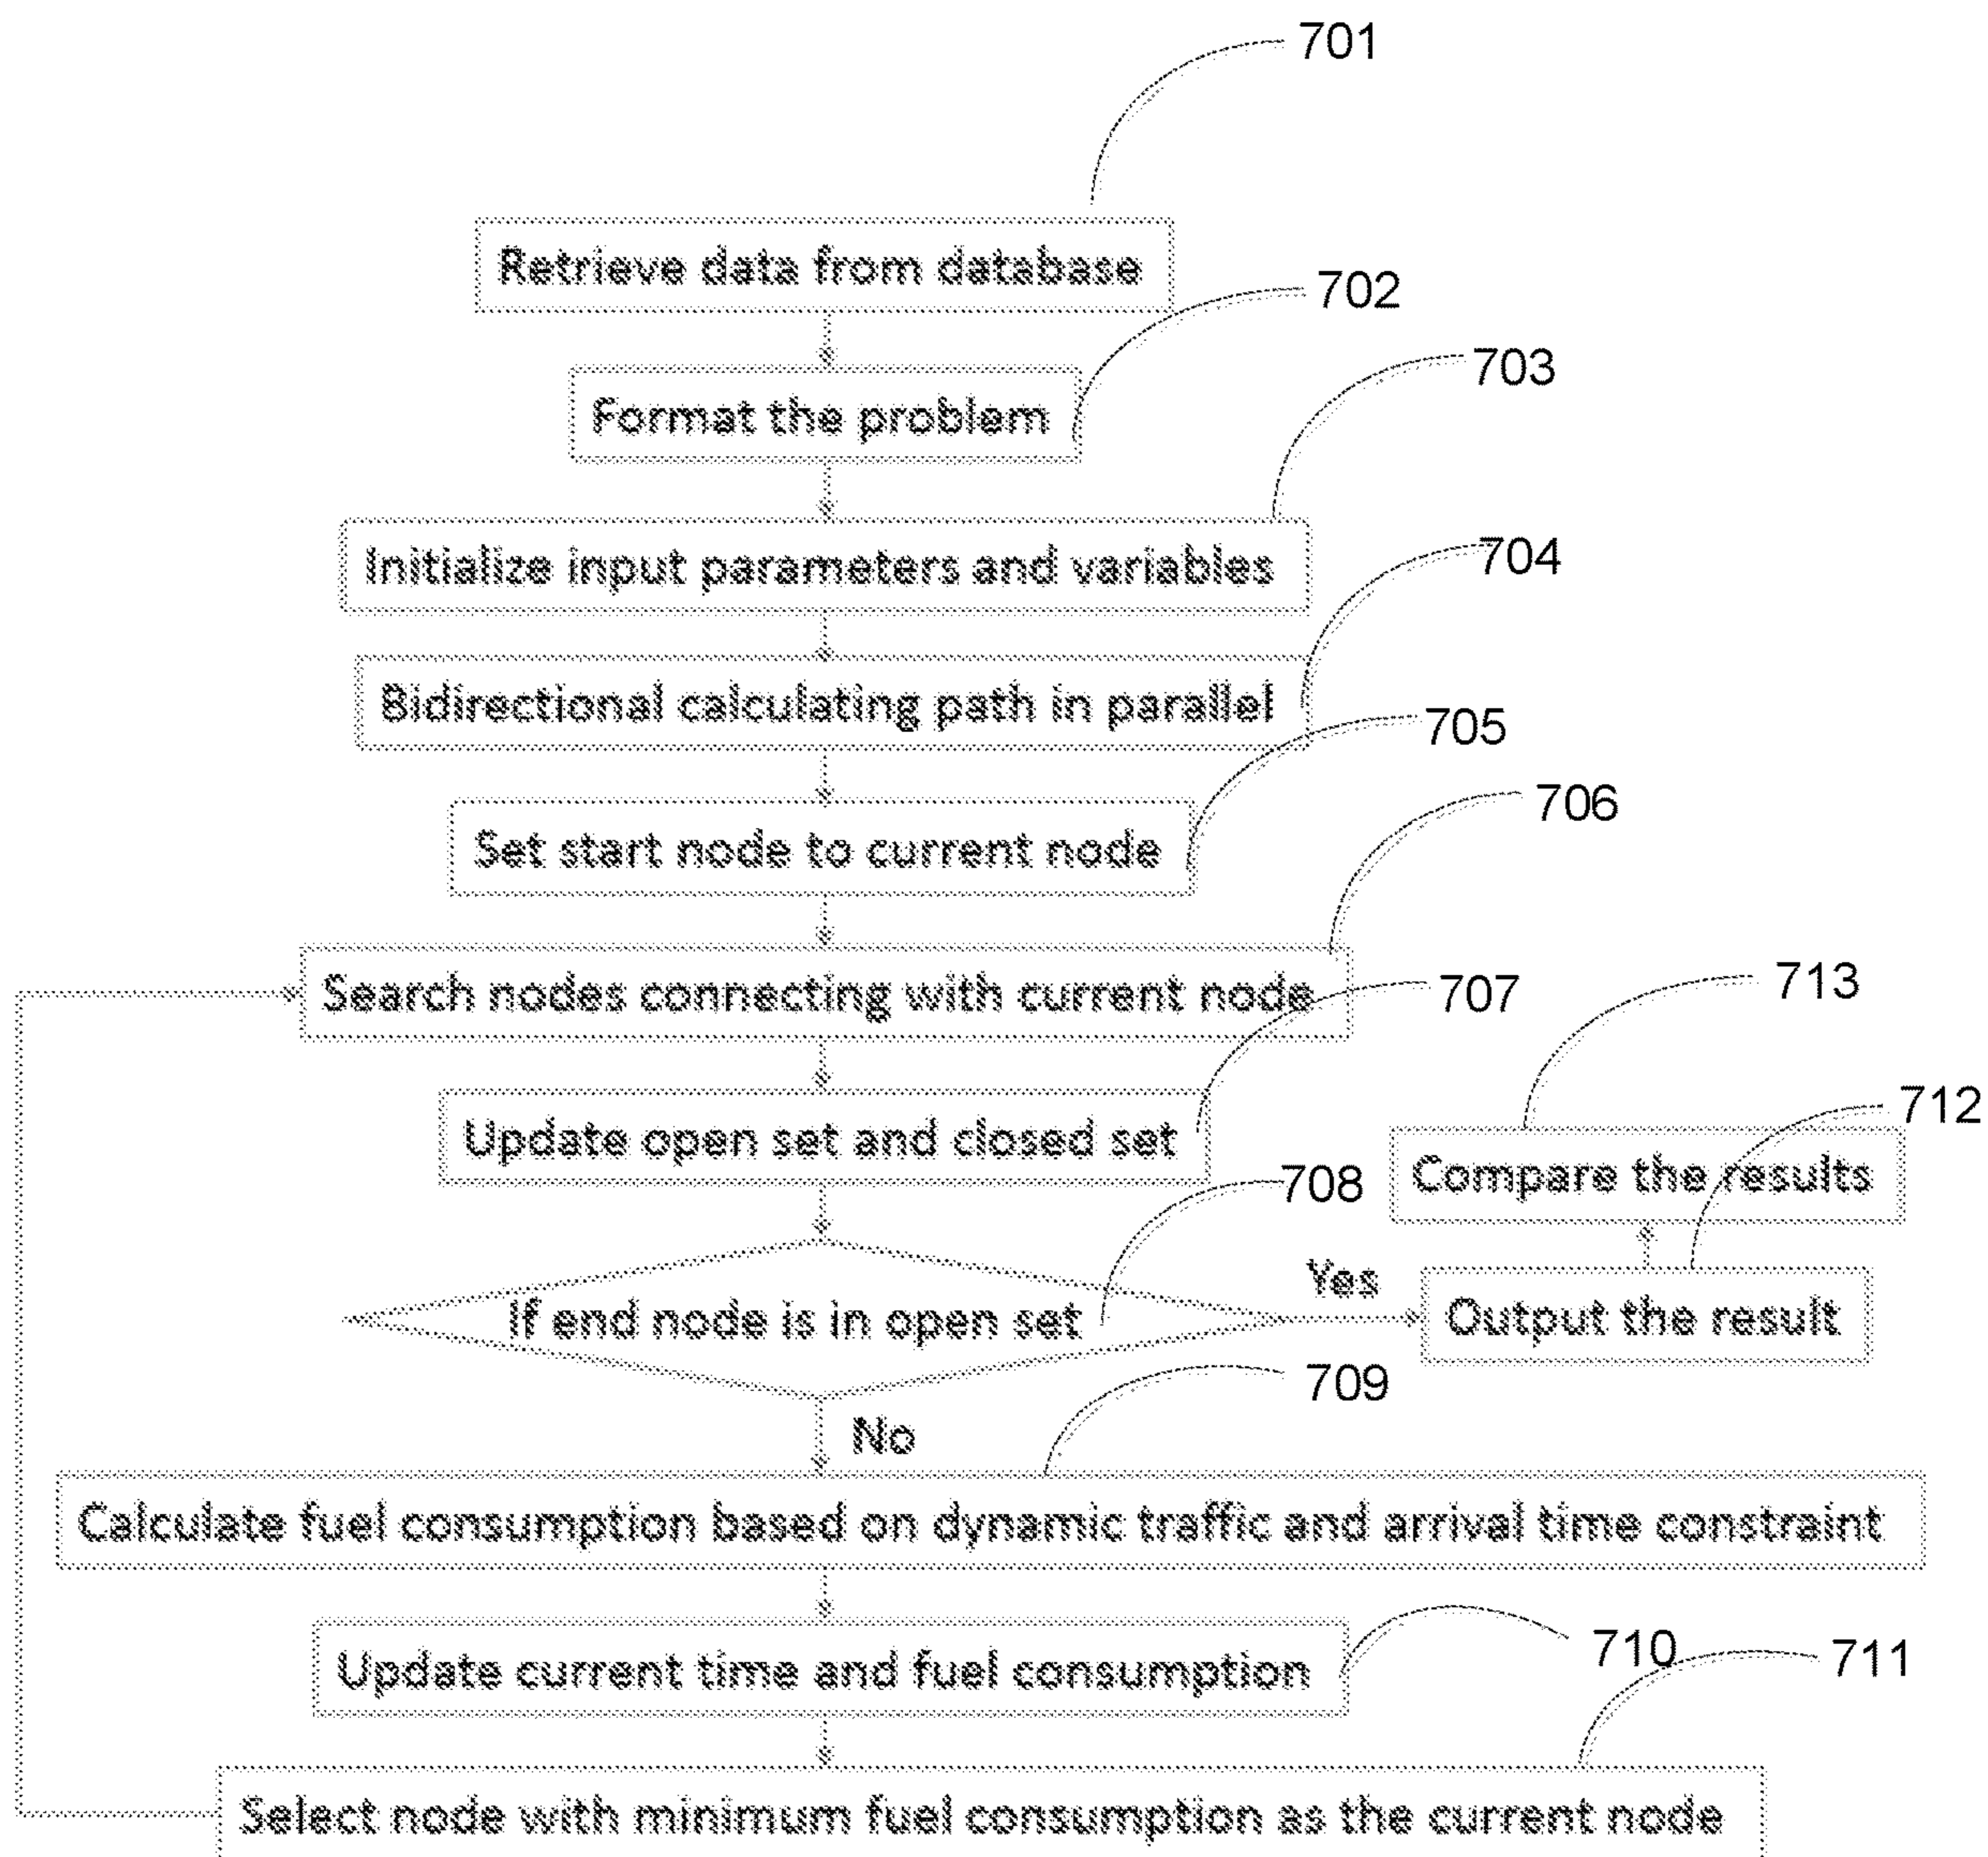 701
Retrieve data from database
702
Format the problem
703
Initialize input parameters and variables
704
Bidirectional calculating path in parallel
705
Set start node to current node
706
Search nodes connecting with current node
707
Update open set and closed set
708
If end node is in open set
Yes
No
713
Compare the results
712
Output the result
709
Calculate fuel consumption based on dynamic traffic and arrival time constraint
710
Update current time and fuel consumption
711
Select node with minimum fuel consumption as the current node